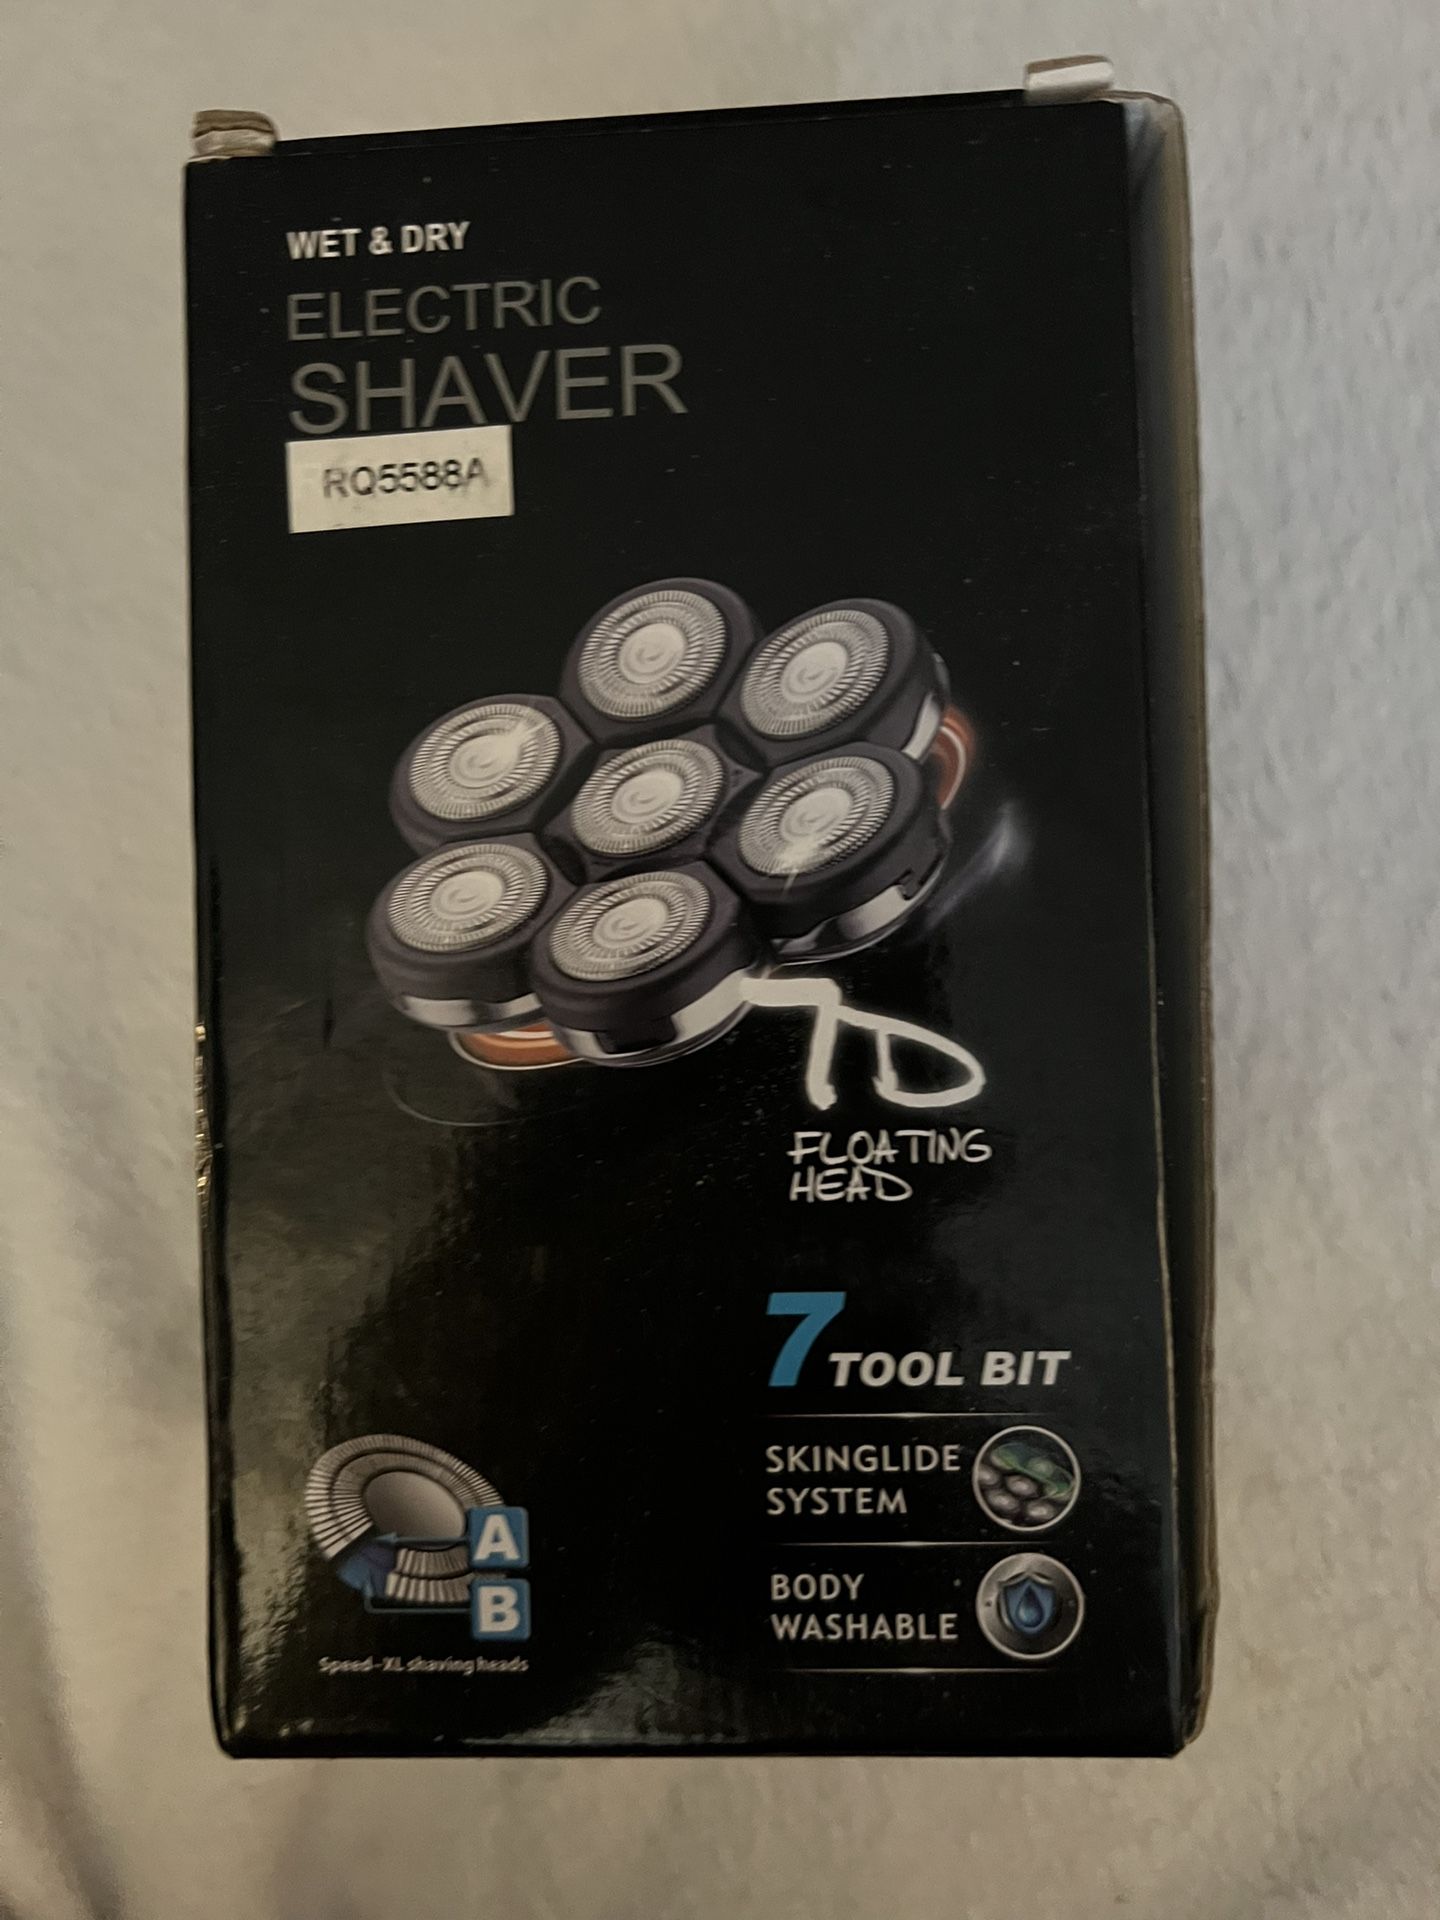 WET & DRY
ELECTRIC
SHAVER
RQ5588A
7D
FLOATING
HEAD
7 TOOL BIT
SKINGLIDE
SYSTEM
BODY
WASHABLE
A
B
Speed-XL shaving heads